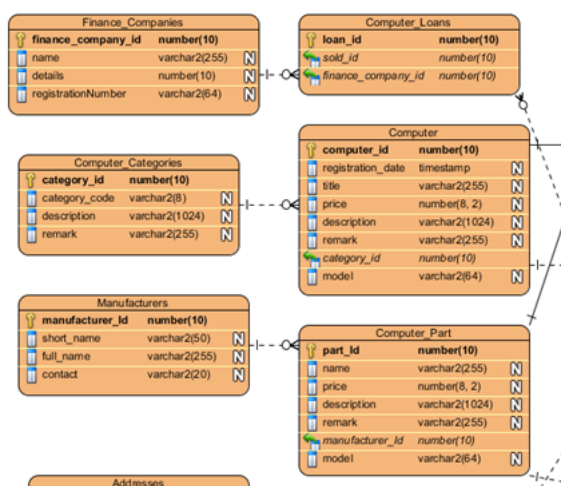 Finance_Companies
finance_company_id number(10)
name varchar2(255) N
details number(10) N
registrationNumber varchar2(64) N
Computer_Loans
loan_id number(10)
sold_id number(10)
finance_company_id number(10)
Computer_Categories
category_id number(10)
category_code varchar2(8) N
description varchar2(1024) N
remark varchar2(255) N
Computer
computer_id number(10)
registration_date timestamp N
title varchar2(255) N
price number(8, 2) N
description varchar2(1024) N
remark varchar2(255) N
category_id number(10)
model varchar2(64) N
Manufacturers
manufacturer_Id number(10)
short_name varchar2(50) N
full_name varchar2(255) N
contact varchar2(20) N
Computer_Part
part_Id number(10)
name varchar2(255) N
price number(8, 2) N
description varchar2(1024) N
remark varchar2(255) N
manufacturer_Id number(10)
model varchar2(64) N
Addresses